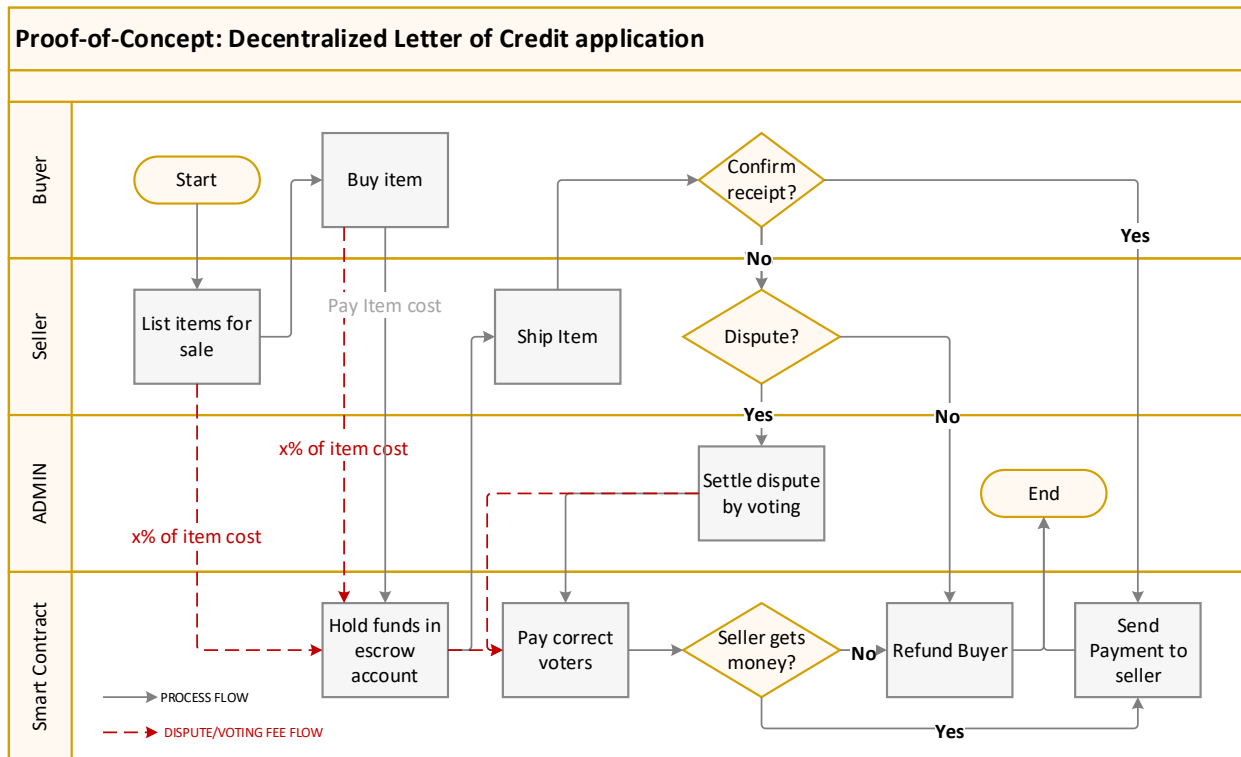 Proof-of-Concept: Decentralized Letter of Credit application
Buyer
Start
Buy item
Confirm
receipt?
Yes
No
Seller
List items for
sale
Pay Item cost
Ship Item
Dispute?
Yes
No
ADMIN
x% of item cost
x% of item cost
Settle dispute
by voting
End
Smart Contract
Hold funds in
escrow
account
Pay correct
voters
Seller gets
money?
No
Refund Buyer
Send
Payment to
seller
Yes
PROCESS FLOW
DISPUTE/VOTING FEE FLOW